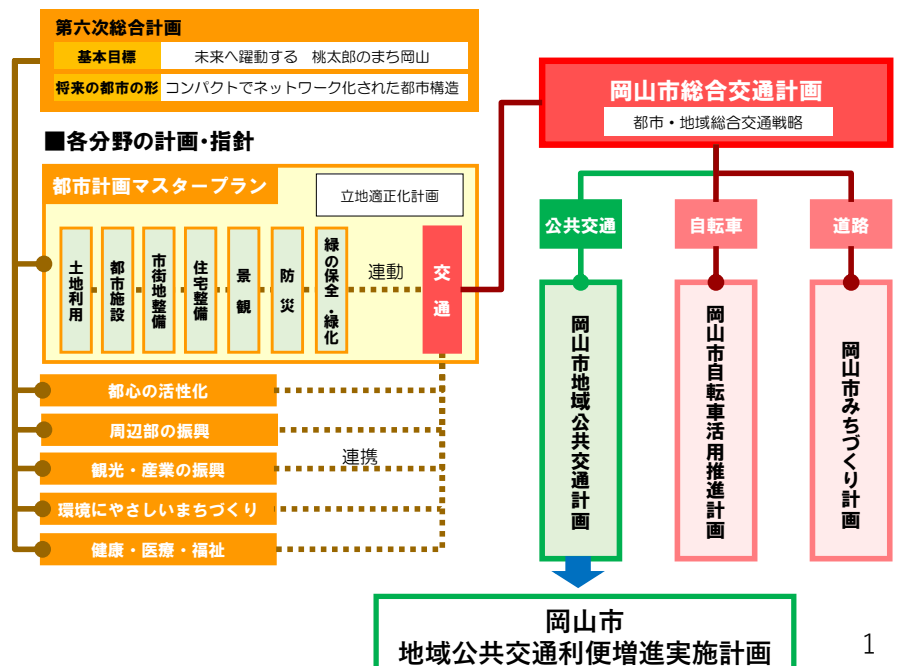 第六次総合計画
基本目標 未来へ躍動する 桃太郎のまち岡山
将来の都市の形 コンパクトでネットワーク化された都市構造
■各分野の計画・指針
都市計画マスタープラン
立地適正化計画
土地利用
都市施設
市街地整備
住宅整備
景観
防災
緑の保全・緑化
連動
交通
都心の活性化
周辺部の振興
観光・産業の振興
環境にやさしいまちづくり
健康・医療・福祉
連携
岡山市総合交通計画
都市・地域総合交通戦略
公共交通
自転車
道路
岡山市地域公共交通計画
岡山市自転車活用推進計画
岡山市みちづくり計画
岡山市
地域公共交通利便増進実施計画
1